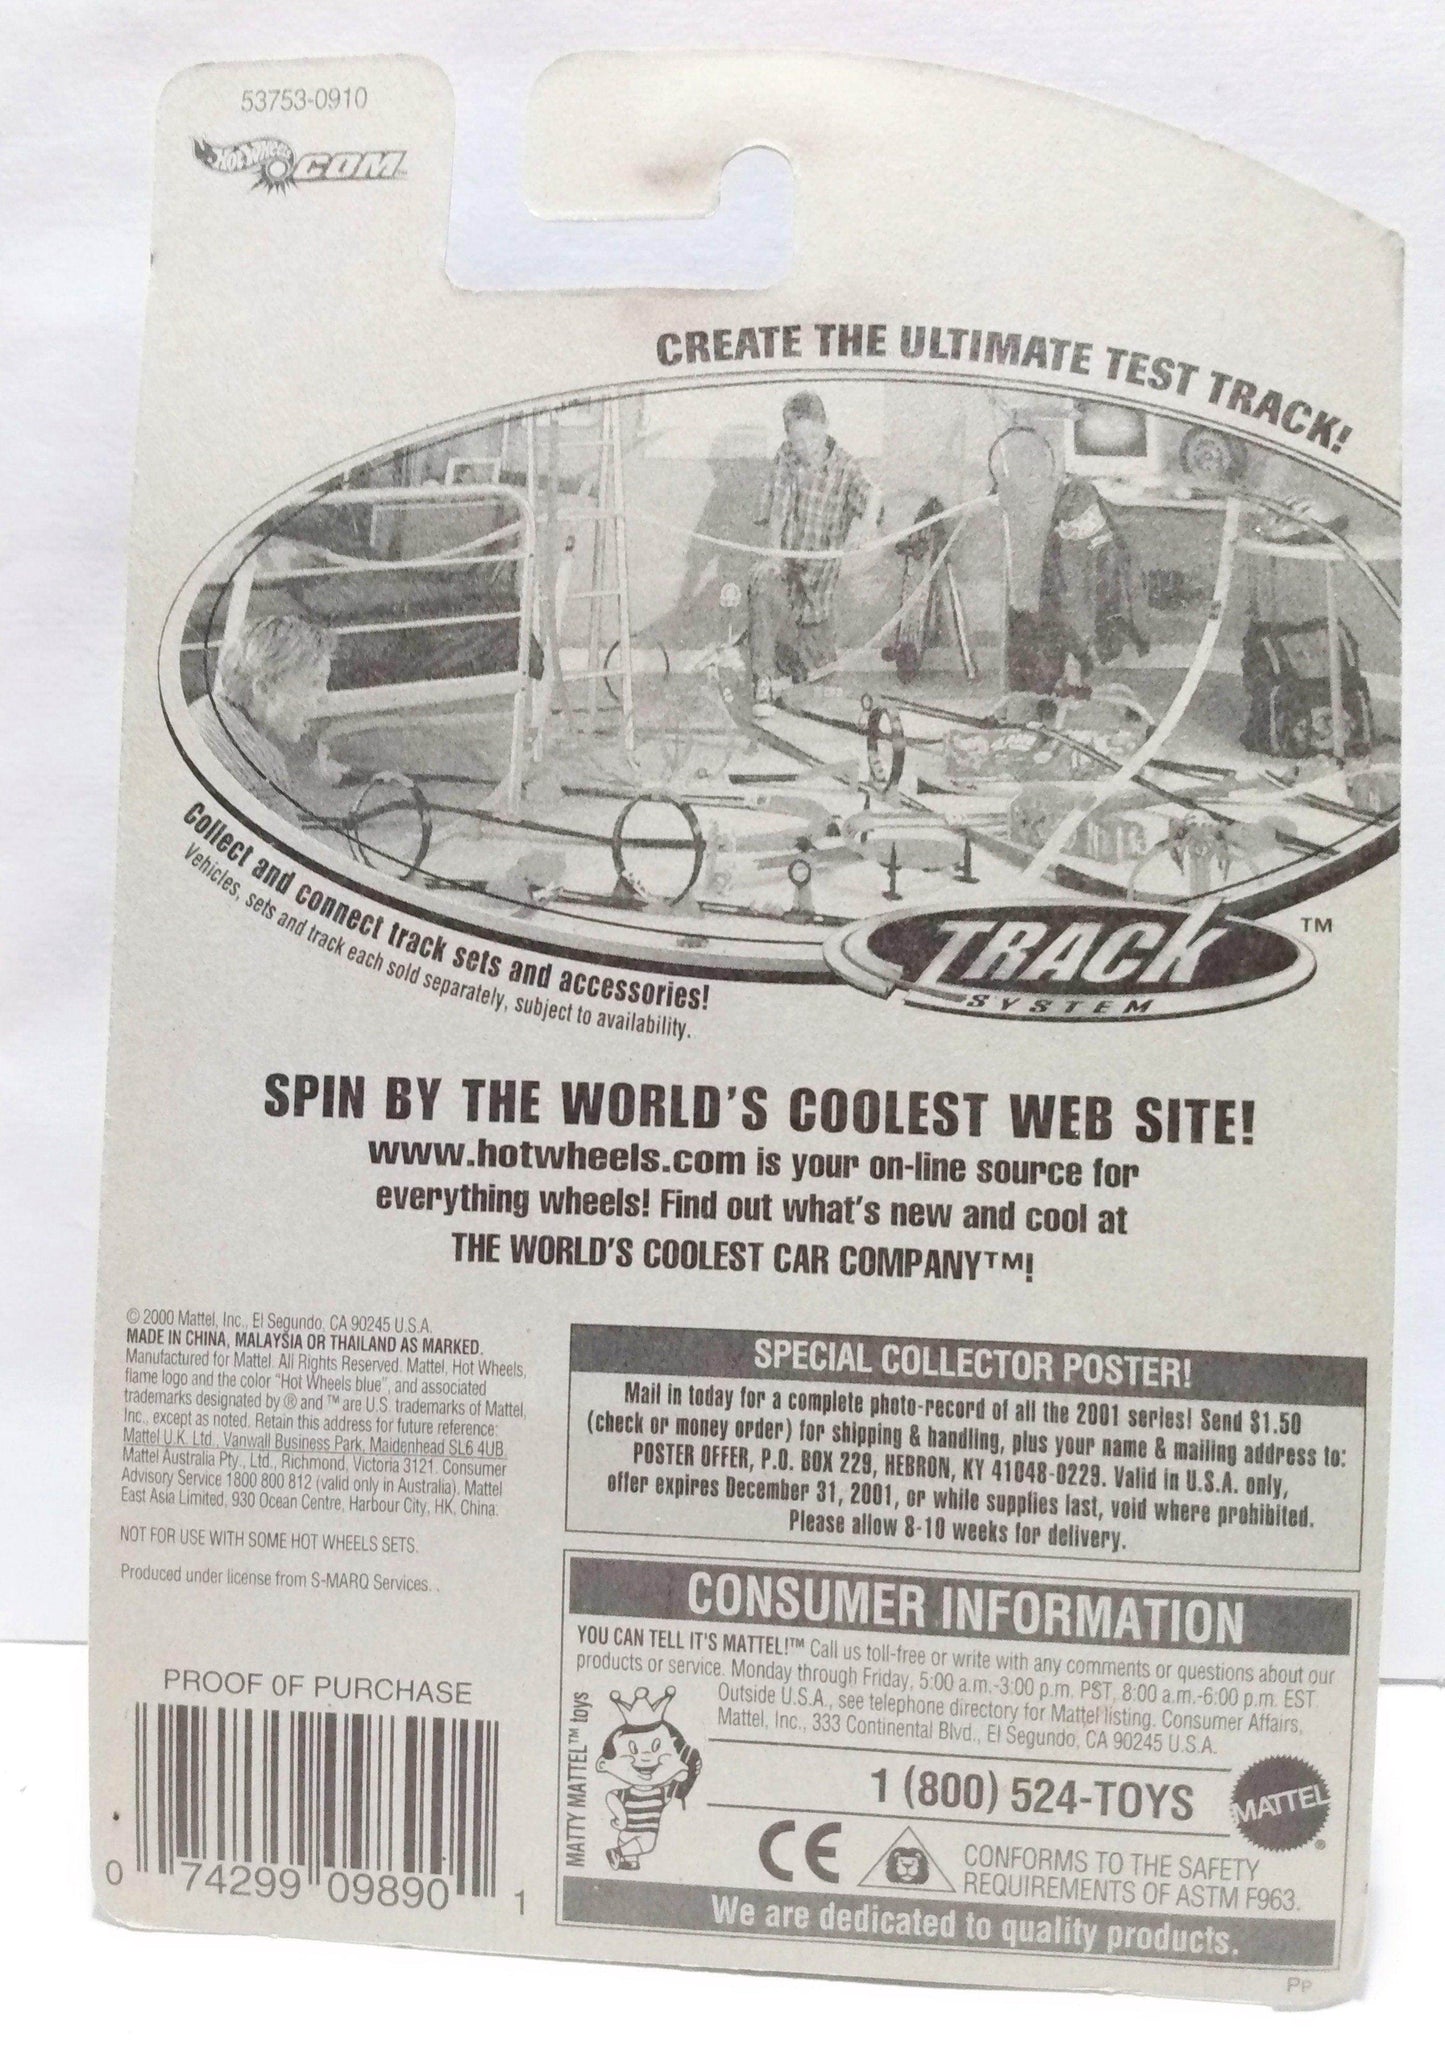 53753-0910
HOT WHEELS .COM™
CREATE THE ULTIMATE TEST TRACK!
Collect and connect track sets and accessories!
Vehicles, sets and track each sold separately, subject to availability.
TRACK ™
SYSTEM
SPIN BY THE WORLD'S COOLEST WEB SITE!
www.hotwheels.com is your on-line source for
everything wheels! Find out what's new and cool at
THE WORLD'S COOLEST CAR COMPANY™!
© 2000 Mattel, Inc., El Segundo, CA 90245 U.S.A.
MADE IN CHINA, MALAYSIA OR THAILAND AS MARKED.
Manufactured for Mattel. All Rights Reserved. Mattel, Hot Wheels,
flame logo and the color "Hot Wheels blue", and associated
trademarks designated by ® and ™ are U.S. trademarks of Mattel,
Inc., except as noted. Retain this address for future reference:
Mattel U.K. Ltd., Vanwall Business Park, Maidenhead SL6 4UB.
Mattel Australia Pty., Ltd., Richmond, Victoria 3121. Consumer
Advisory Service 1800 800 812 (valid only in Australia). Mattel
East Asia Limited, 930 Ocean Centre, Harbour City, HK, China.
NOT FOR USE WITH SOME HOT WHEELS SETS.
Produced under license from S-MARQ Services.
PROOF OF PURCHASE
0 74299 09890 1
SPECIAL COLLECTOR POSTER!
Mail in today for a complete photo-record of all the 2001 series! Send $1.50
(check or money order) for shipping & handling, plus your name & mailing address to:
POSTER OFFER, P.O. BOX 229, HEBRON, KY 41048-0229. Valid in U.S.A. only,
offer expires December 31, 2001, or while supplies last, void where prohibited.
Please allow 8-10 weeks for delivery.
CONSUMER INFORMATION
YOU CAN TELL IT'S MATTEL!™ Call us toll-free or write with any comments or questions about our
products or service. Monday through Friday, 5:00 a.m.-3:00 p.m. PST, 8:00 a.m.-6:00 p.m. EST.
Outside U.S.A., see telephone directory for Mattel listing. Consumer Affairs,
Mattel, Inc., 333 Continental Blvd., El Segundo, CA 90245 U.S.A.
MATTY MATTEL™ toys
1 (800) 524-TOYS
MATTEL®
CE
CONFORMS TO THE SAFETY
REQUIREMENTS OF ASTM F963.
We are dedicated to quality products.
PP